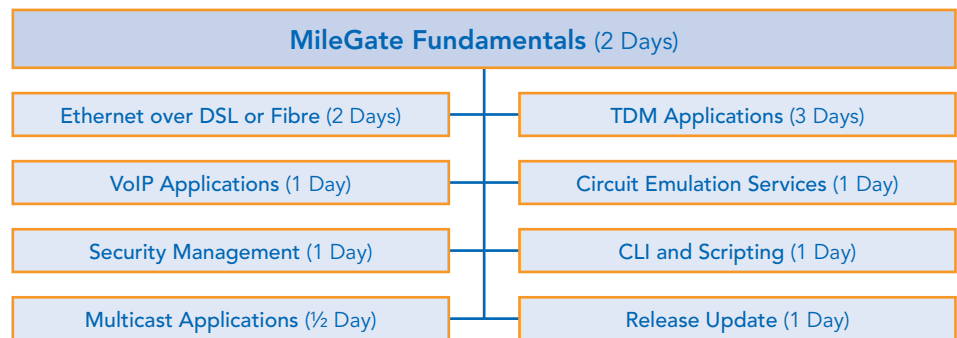 MileGate Fundamentals (2 Days)
Ethernet over DSL or Fibre (2 Days)
TDM Applications (3 Days)
VoIP Applications (1 Day)
Circuit Emulation Services (1 Day)
Security Management (1 Day)
CLI and Scripting (1 Day)
Multicast Applications (½ Day)
Release Update (1 Day)